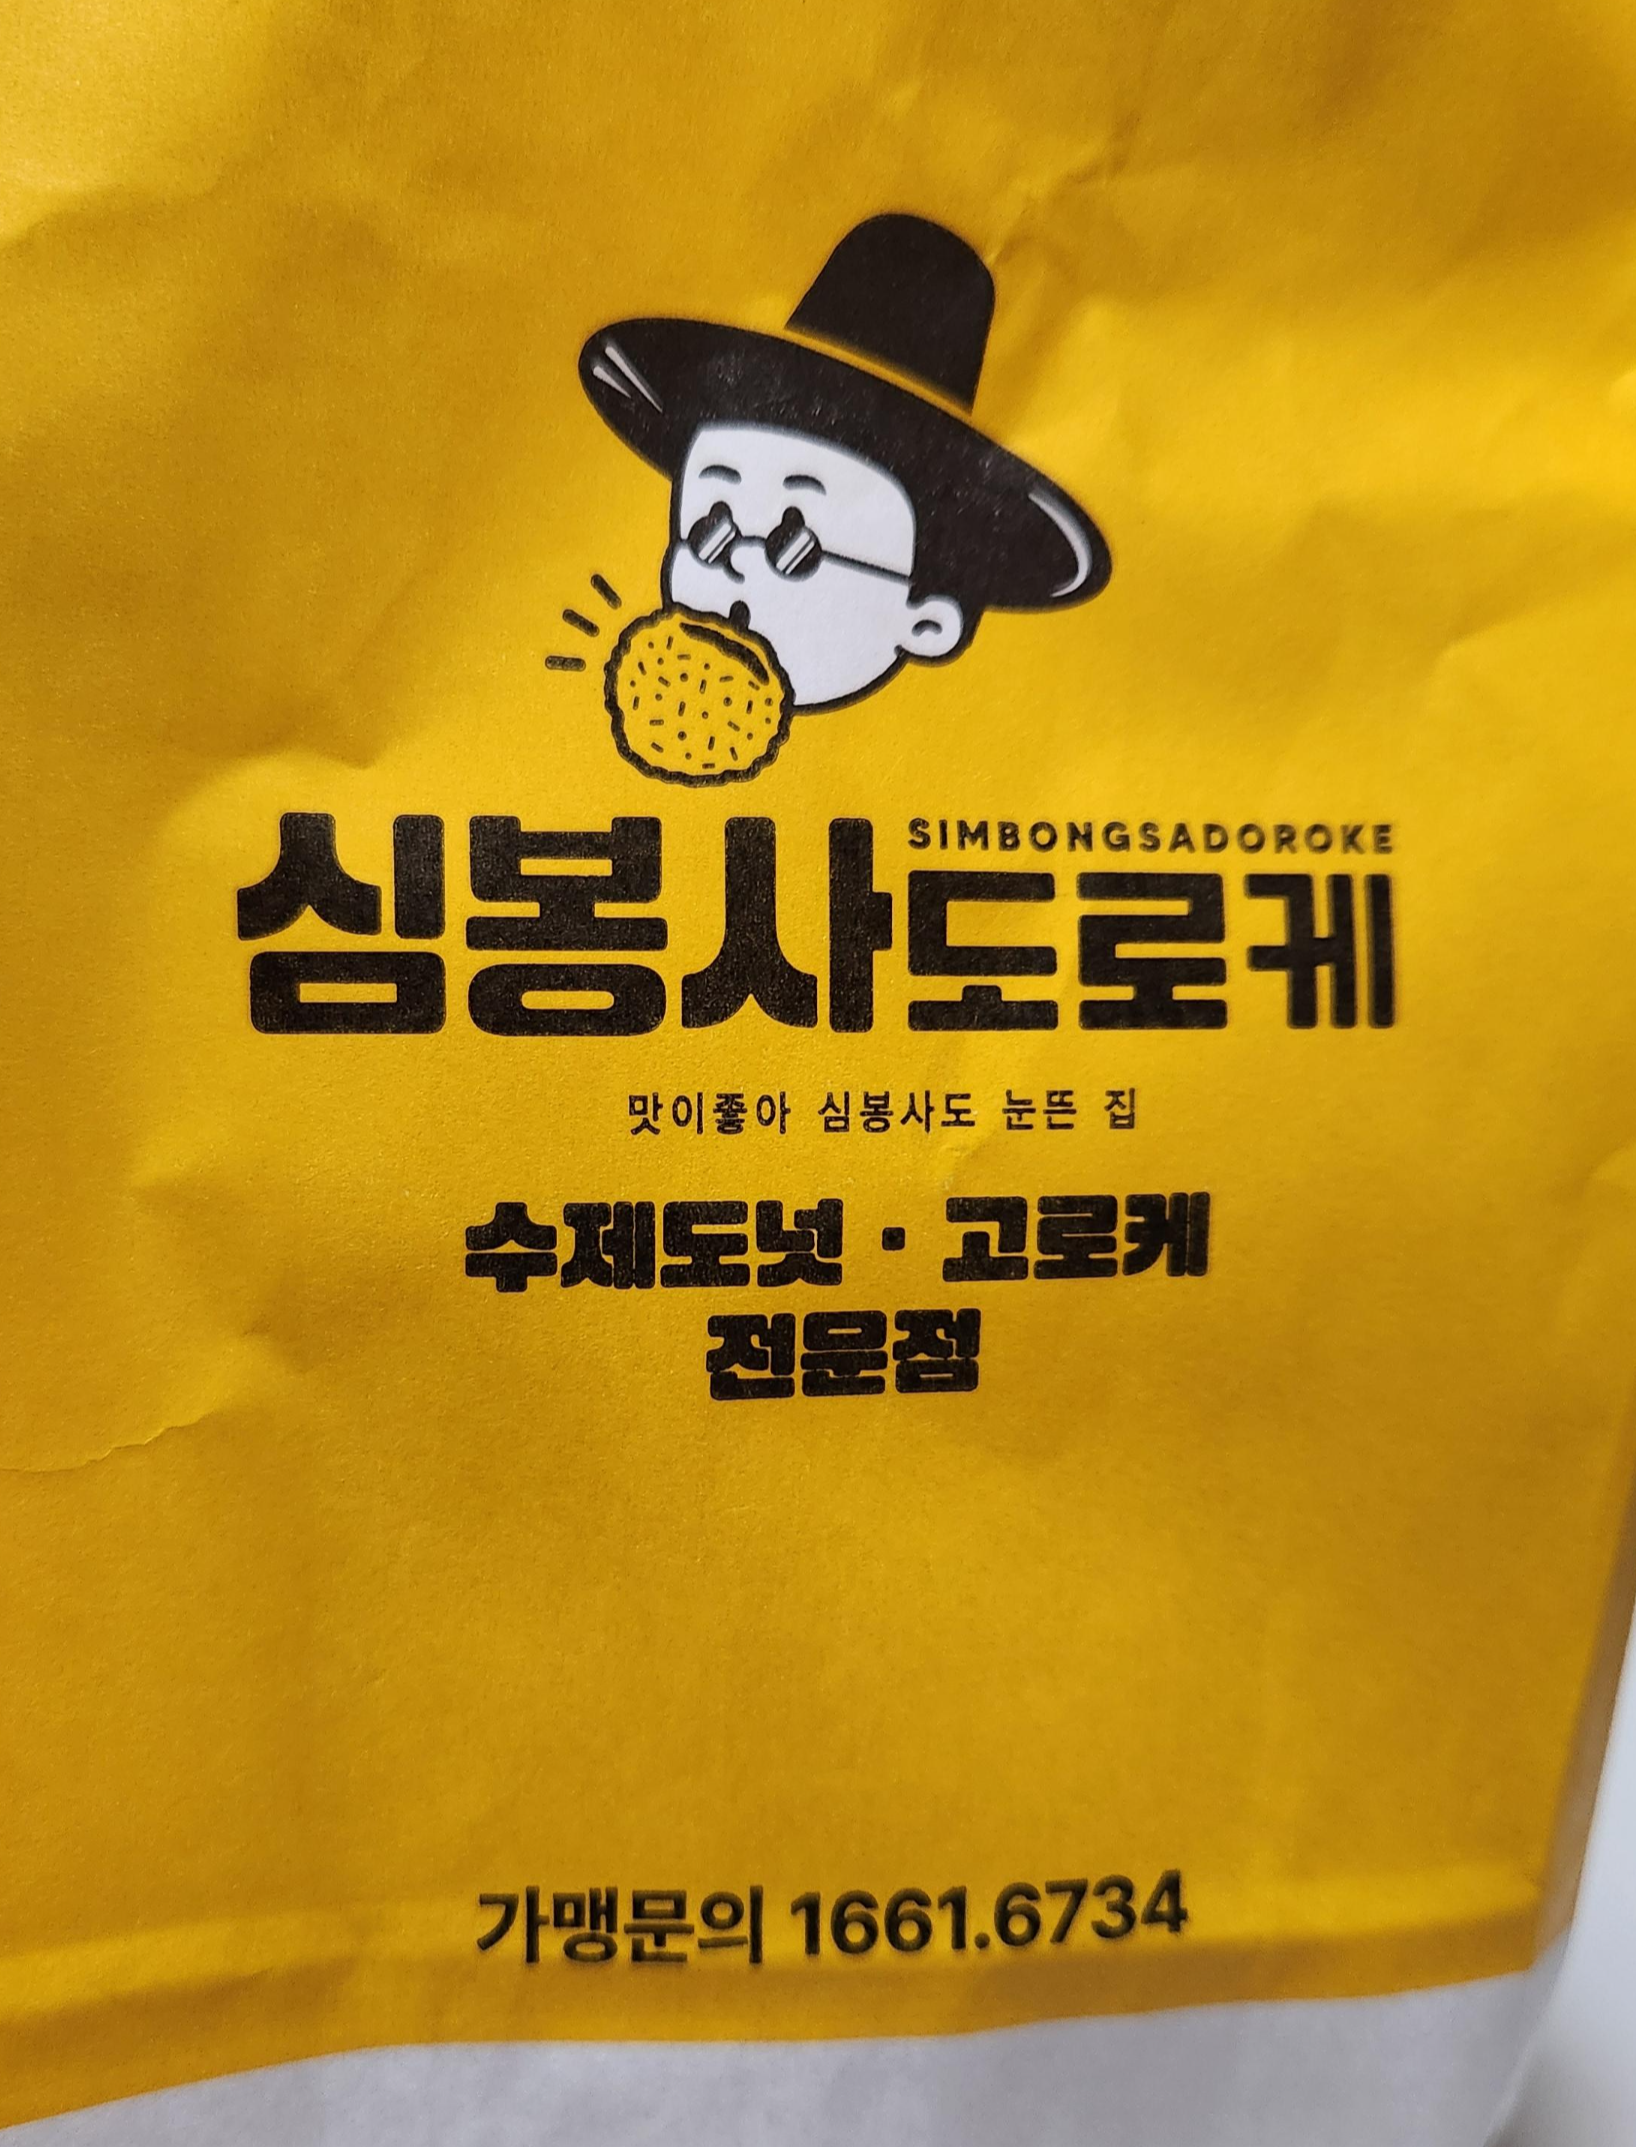 SIMBONGSADOROKE
심봉사도로케
맛이좋아 심봉사도 눈뜬 집
수제도넛 · 고로케
전문점
가맹문의 1661.6734